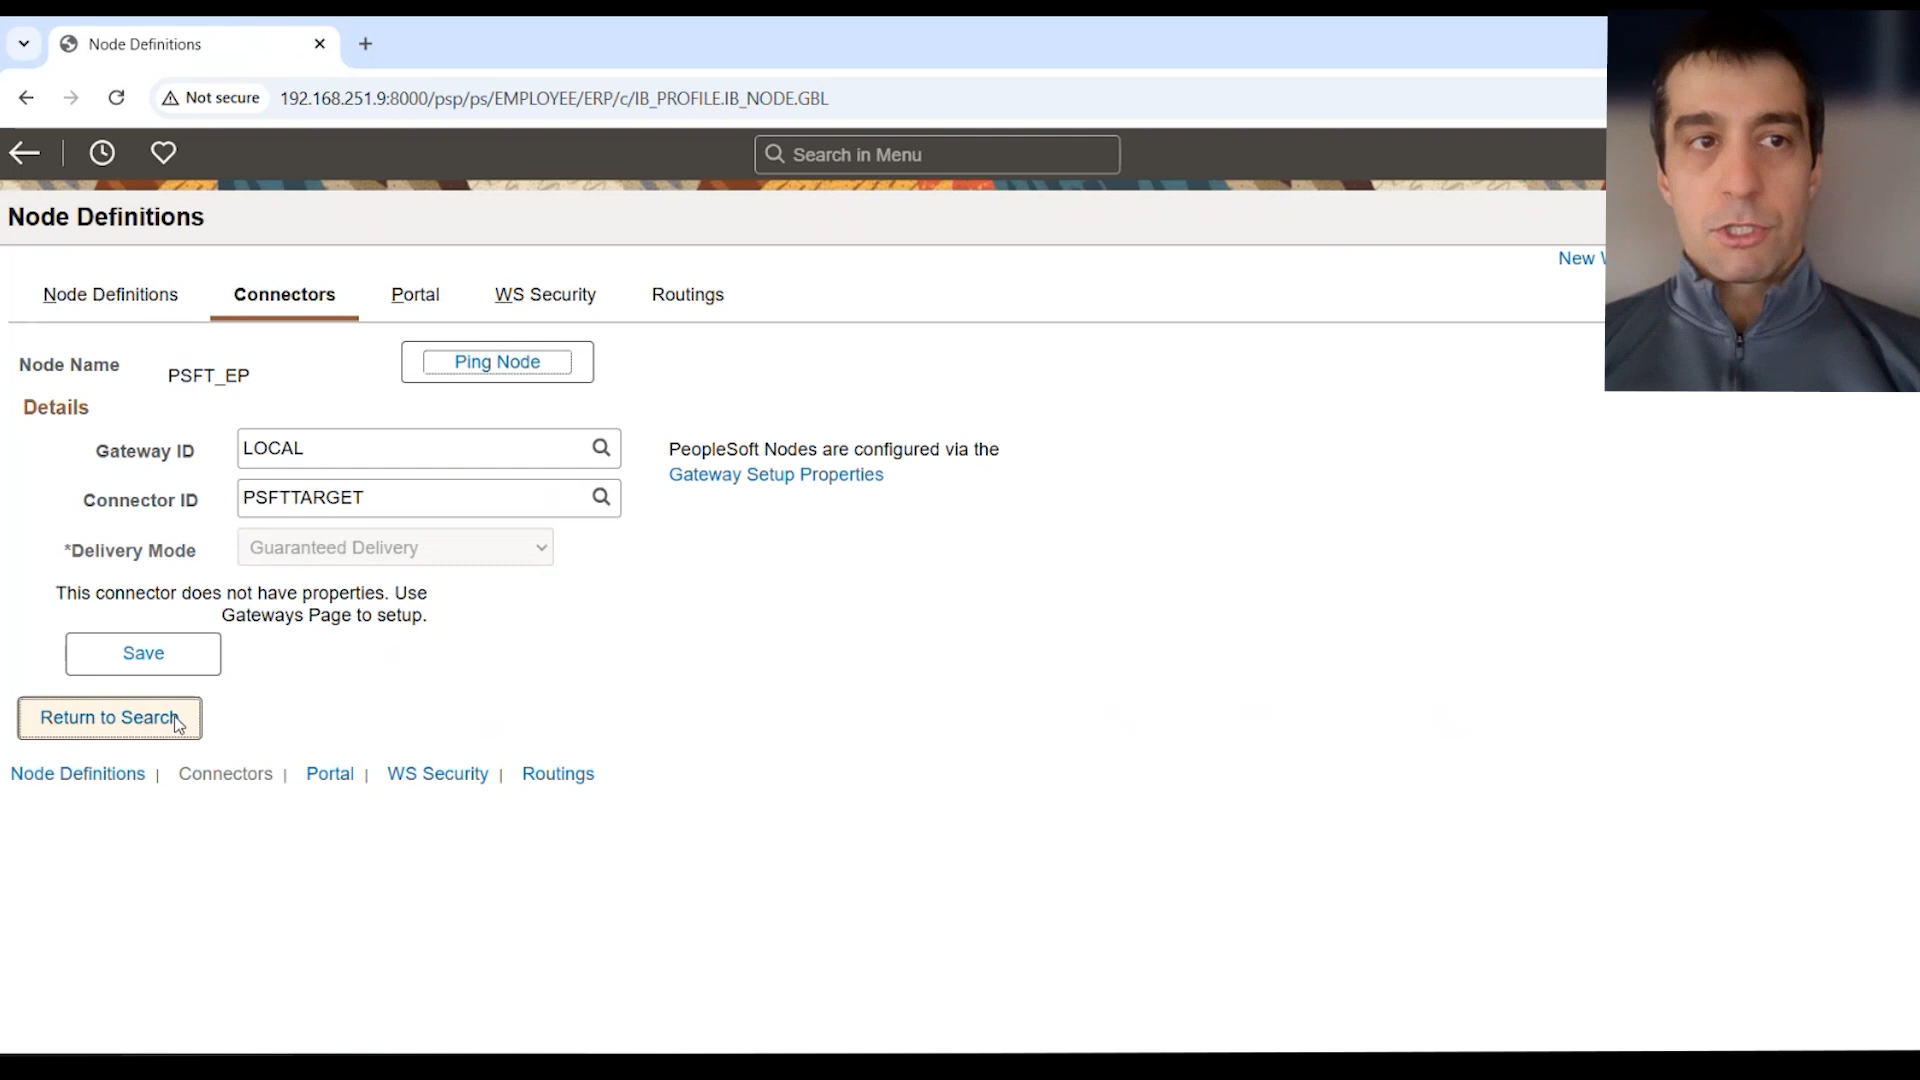 Node Definitions
Not secure
192.168.251.9:8000/psp/ps/EMPLOYEE/ERP/c/IB_PROFILE.IB_NODE.GBL
Search in Menu
Node Definitions
New
Node Definitions
Connectors
Portal
WS Security
Routings
Node Name
PSFT_EP
Ping Node
Details
Gateway ID
LOCAL
PeopleSoft Nodes are configured via the
Gateway Setup Properties
Connector ID
PSFTTARGET
*Delivery Mode
Guaranteed Delivery
This connector does not have properties. Use
Gateways Page to setup.
Save
Return to Search
Node Definitions | Connectors | Portal | WS Security | Routings